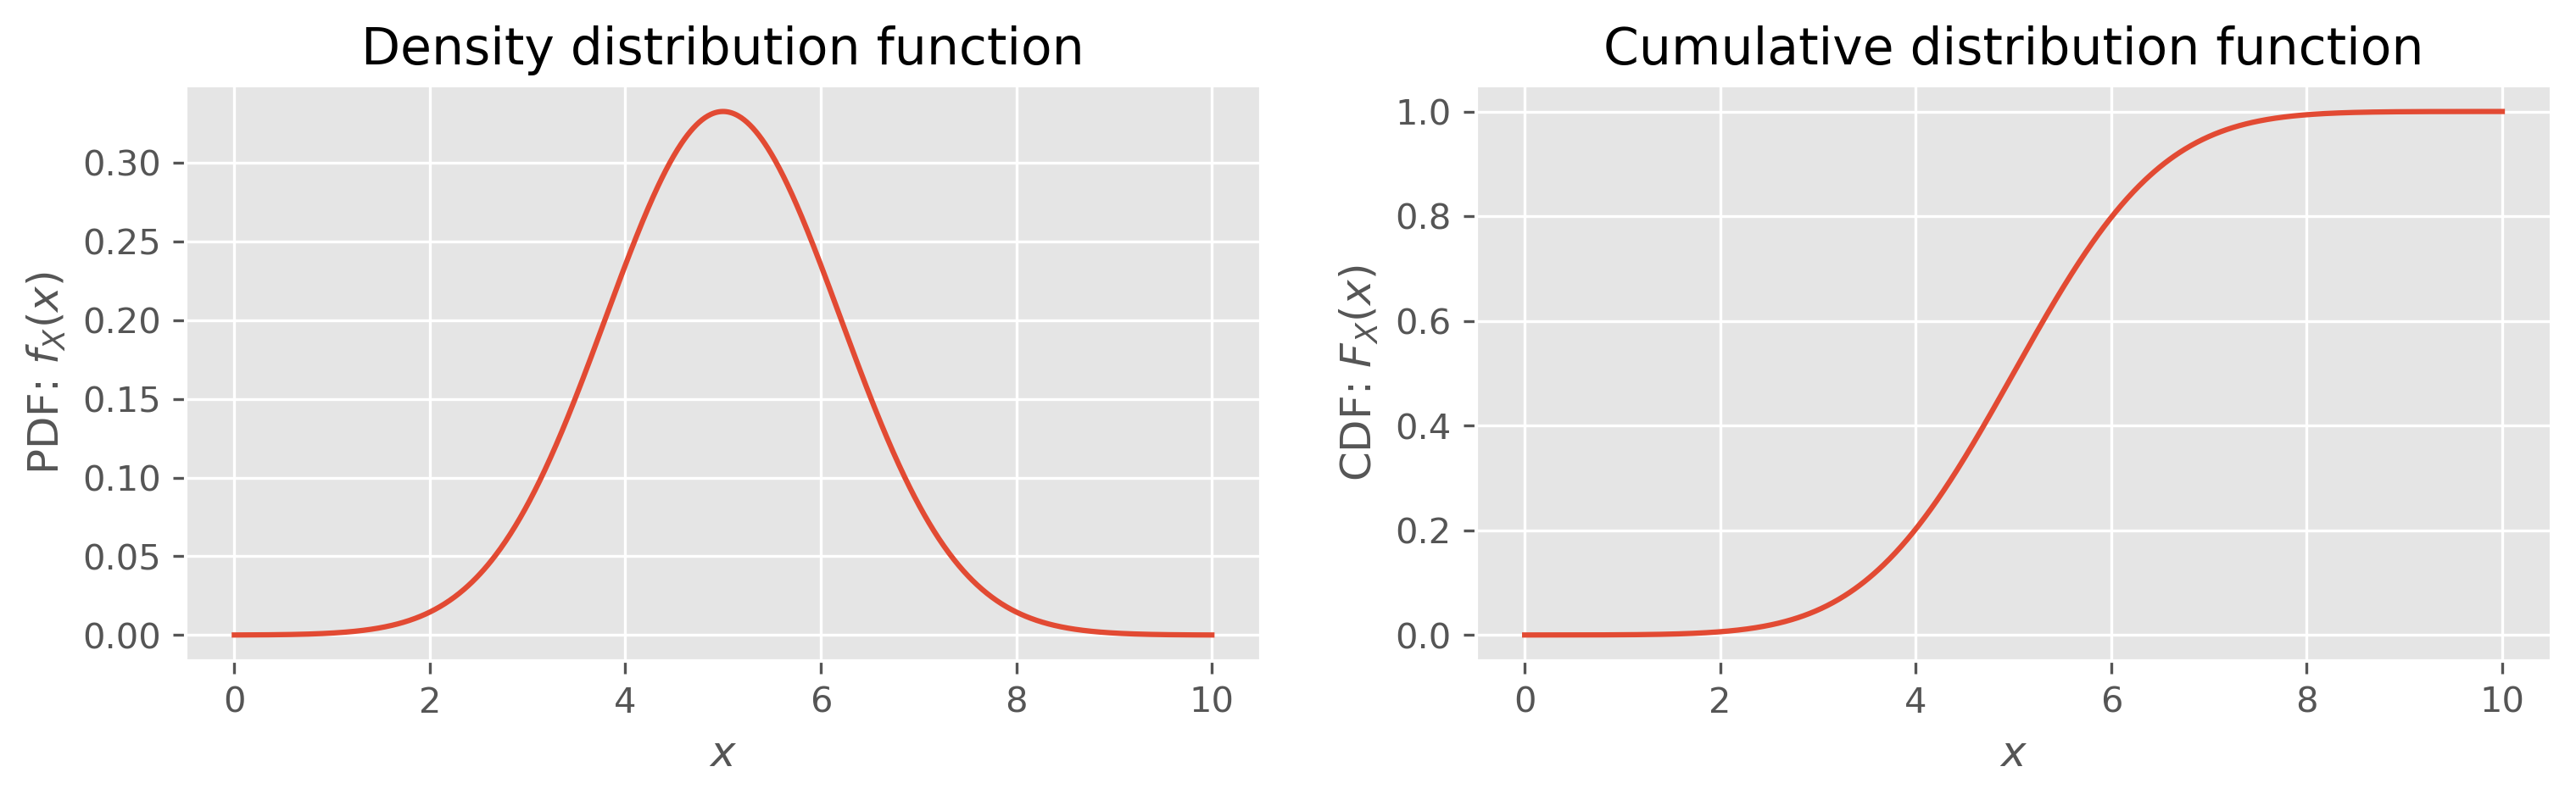 Density distribution function
PDF: f_X(x)
0.30
0.25
0.20
0.15
0.10
0.05
0.00
0 2 4 6 8 10
x
Cumulative distribution function
CDF: F_X(x)
1.0
0.8
0.6
0.4
0.2
0.0
0 2 4 6 8 10
x